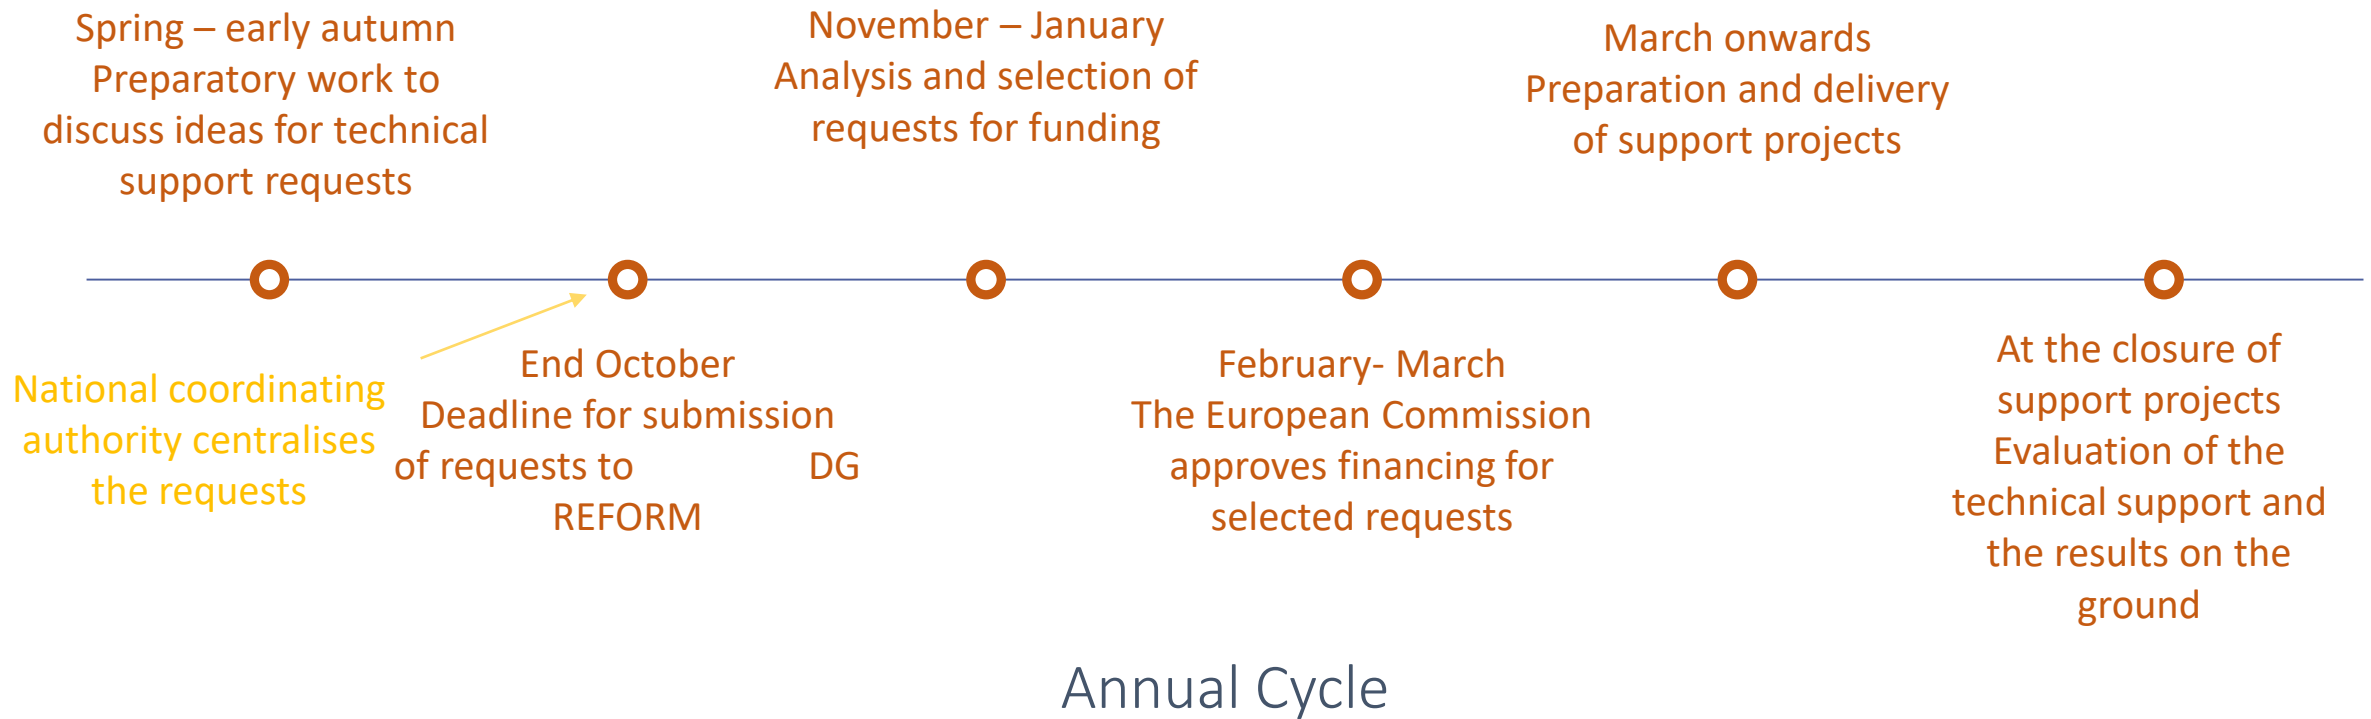 Spring – early autumn
Preparatory work to
discuss ideas for technical
support requests
National coordinating
authority centralises
the requests
End October
Deadline for submission
of requests to DG
REFORM
November – January
Analysis and selection of
requests for funding
February- March
The European Commission
approves financing for
selected requests
March onwards
Preparation and delivery
of support projects
At the closure of
support projects
Evaluation of the
technical support and
the results on the
ground
Annual Cycle